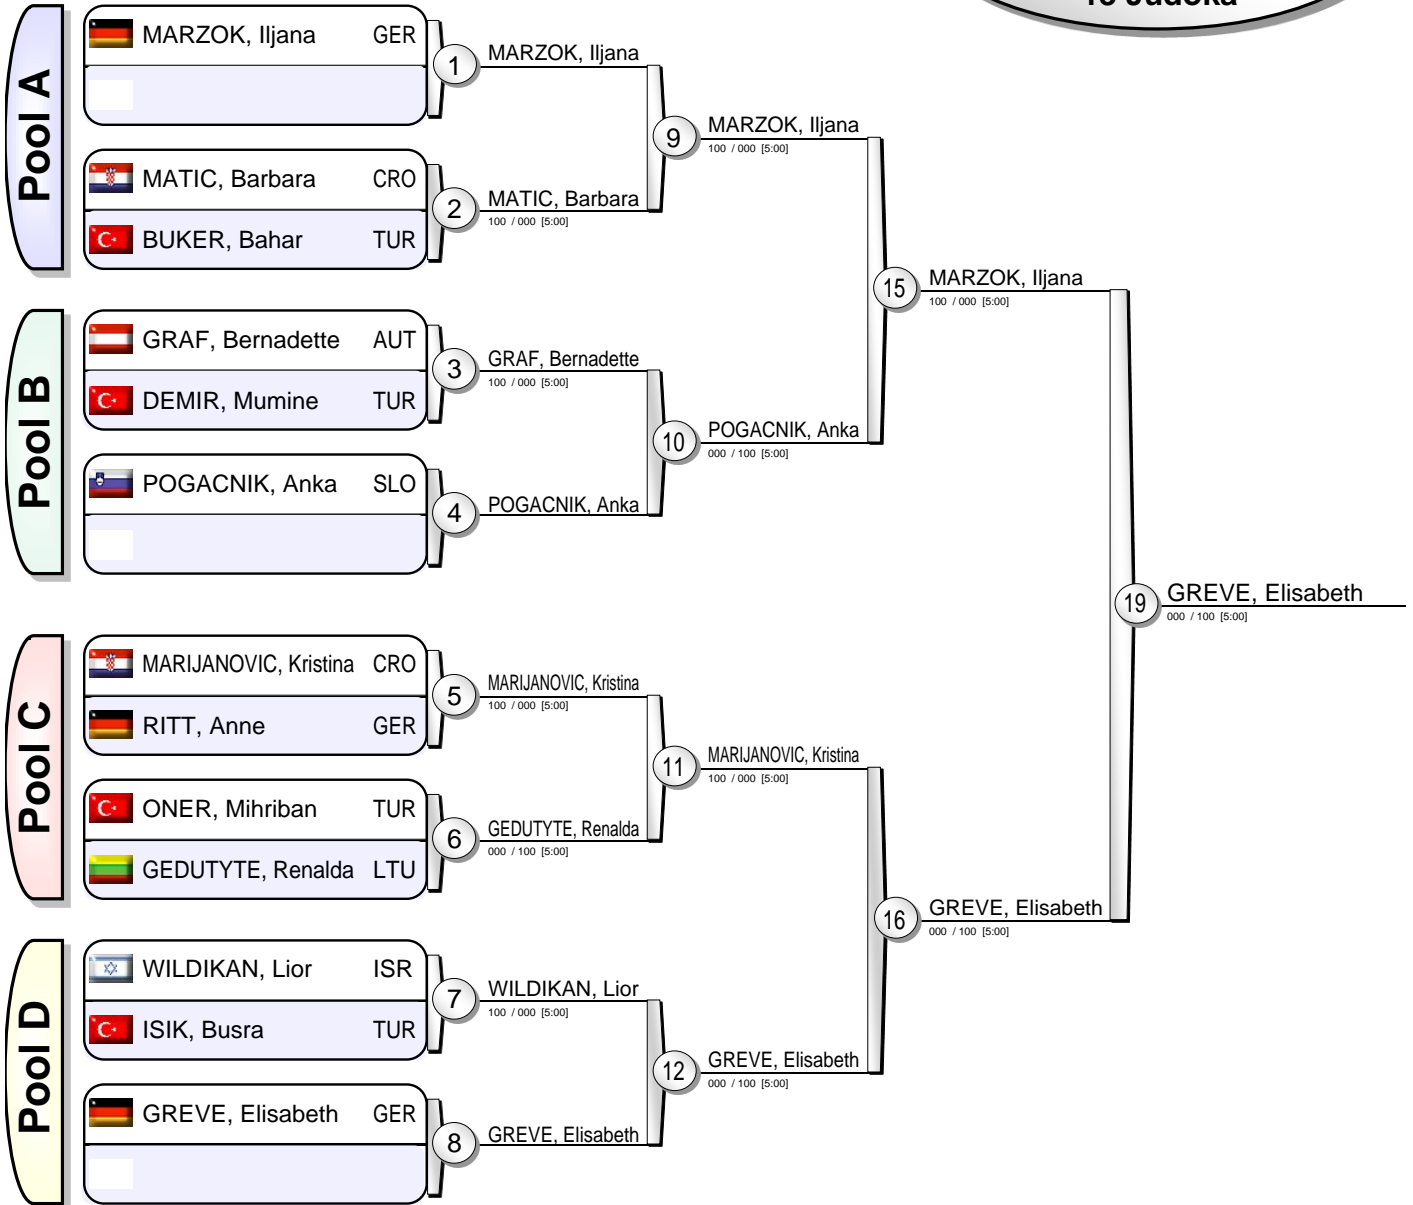 13 Judoka
Pool A
MARZOK, Iljana GER
MATIC, Barbara CRO
BUKER, Bahar TUR
Pool B
GRAF, Bernadette AUT
DEMIR, Mumine TUR
POGACNIK, Anka SLO
Pool C
MARIJANOVIC, Kristina CRO
RITT, Anne GER
ONER, Mihriban TUR
GEDUTYTE, Renalda LTU
Pool D
WILDIKAN, Lior ISR
ISIK, Busra TUR
GREVE, Elisabeth GER
1
MARZOK, Iljana
2
MATIC, Barbara
100 / 000 [5:00]
3
GRAF, Bernadette
100 / 000 [5:00]
4
POGACNIK, Anka
5
MARIJANOVIC, Kristina
100 / 000 [5:00]
6
GEDUTYTE, Renalda
000 / 100 [5:00]
7
WILDIKAN, Lior
100 / 000 [5:00]
8
GREVE, Elisabeth
9
MARZOK, Iljana
100 / 000 [5:00]
10
POGACNIK, Anka
000 / 100 [5:00]
11
MARIJANOVIC, Kristina
100 / 000 [5:00]
12
GREVE, Elisabeth
000 / 100 [5:00]
15
MARZOK, Iljana
100 / 000 [5:00]
16
GREVE, Elisabeth
000 / 100 [5:00]
19
GREVE, Elisabeth
000 / 100 [5:00]